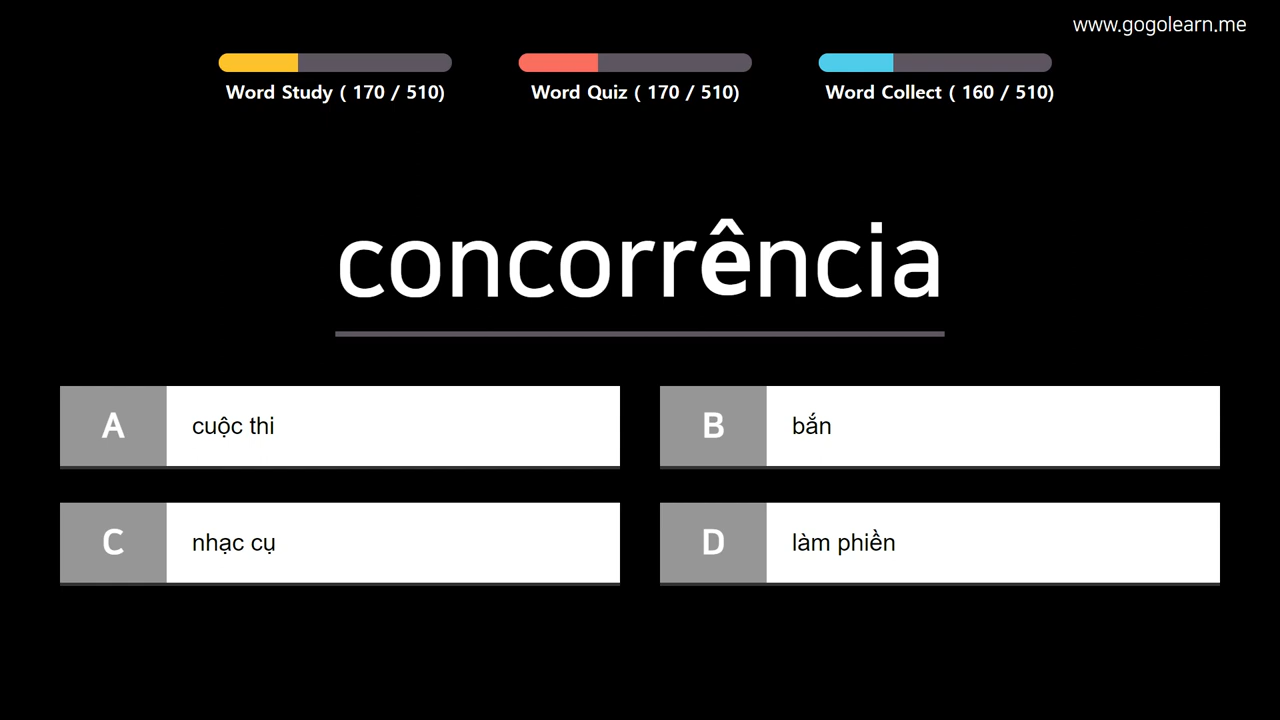 www.gogolearn.me
Word Study ( 170 / 510)
Word Quiz ( 170 / 510)
Word Collect ( 160 / 510)
concorrência
A cuộc thi
B bắn
C nhạc cụ
D làm phiền